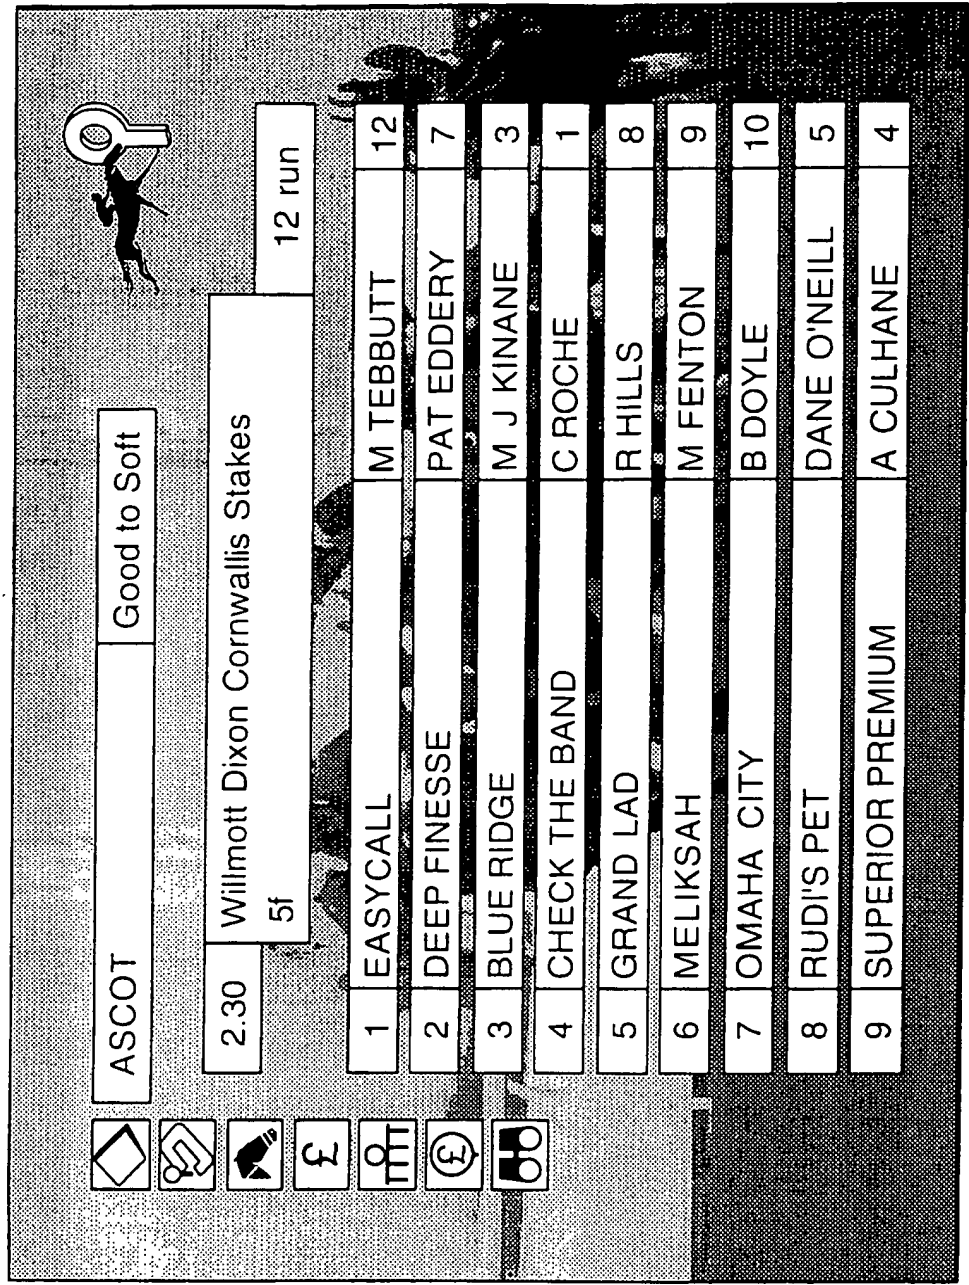 ASCOT Good to Soft
2.30 Willmott Dixon Cornwallis Stakes
5f 12 run
1 EASYCALL M TEBBUTT 12
2 DEEP FINESSE PAT EDDERY 7
3 BLUE RIDGE M J KINANE 3
4 CHECK THE BAND C ROCHE 1
5 GRAND LAD R HILLS 8
6 MELIKSAH M FENTON 9
7 OMAHA CITY B DOYLE 10
8 RUDI'S PET DANE O'NEILL 5
9 SUPERIOR PREMIUM A CULHANE 4
£
£